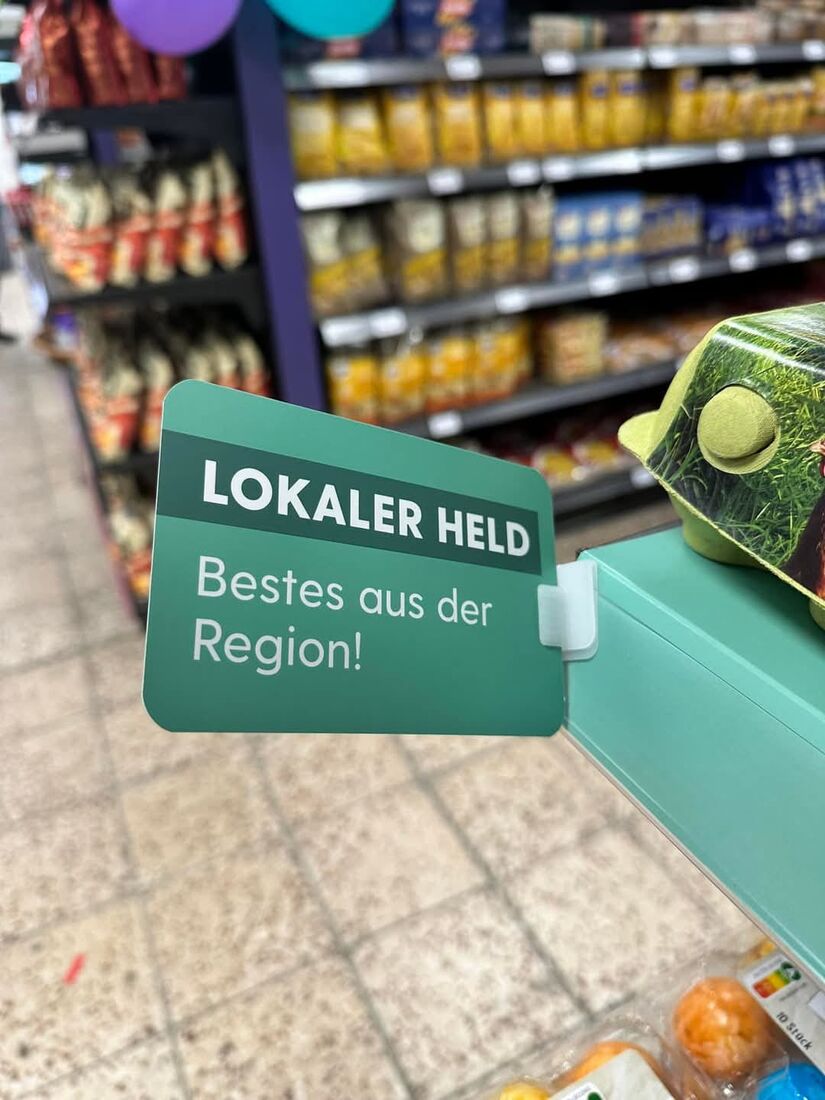 LOKALER HELD
Bestes aus der
Region!
10 Stück